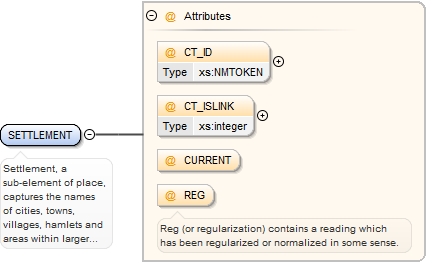 @ Attributes
@ CT_ID
Type xs:NMTOKEN
@ CT_ISLINK
Type xs:integer
SETTLEMENT
@ CURRENT
Settlement, a
sub-element of place,
captures the names
of cities, towns,
villages, hamlets and
areas within larger...
@ REG
Reg (or regularization) contains a reading which
has been regularized or normalized in some sense.